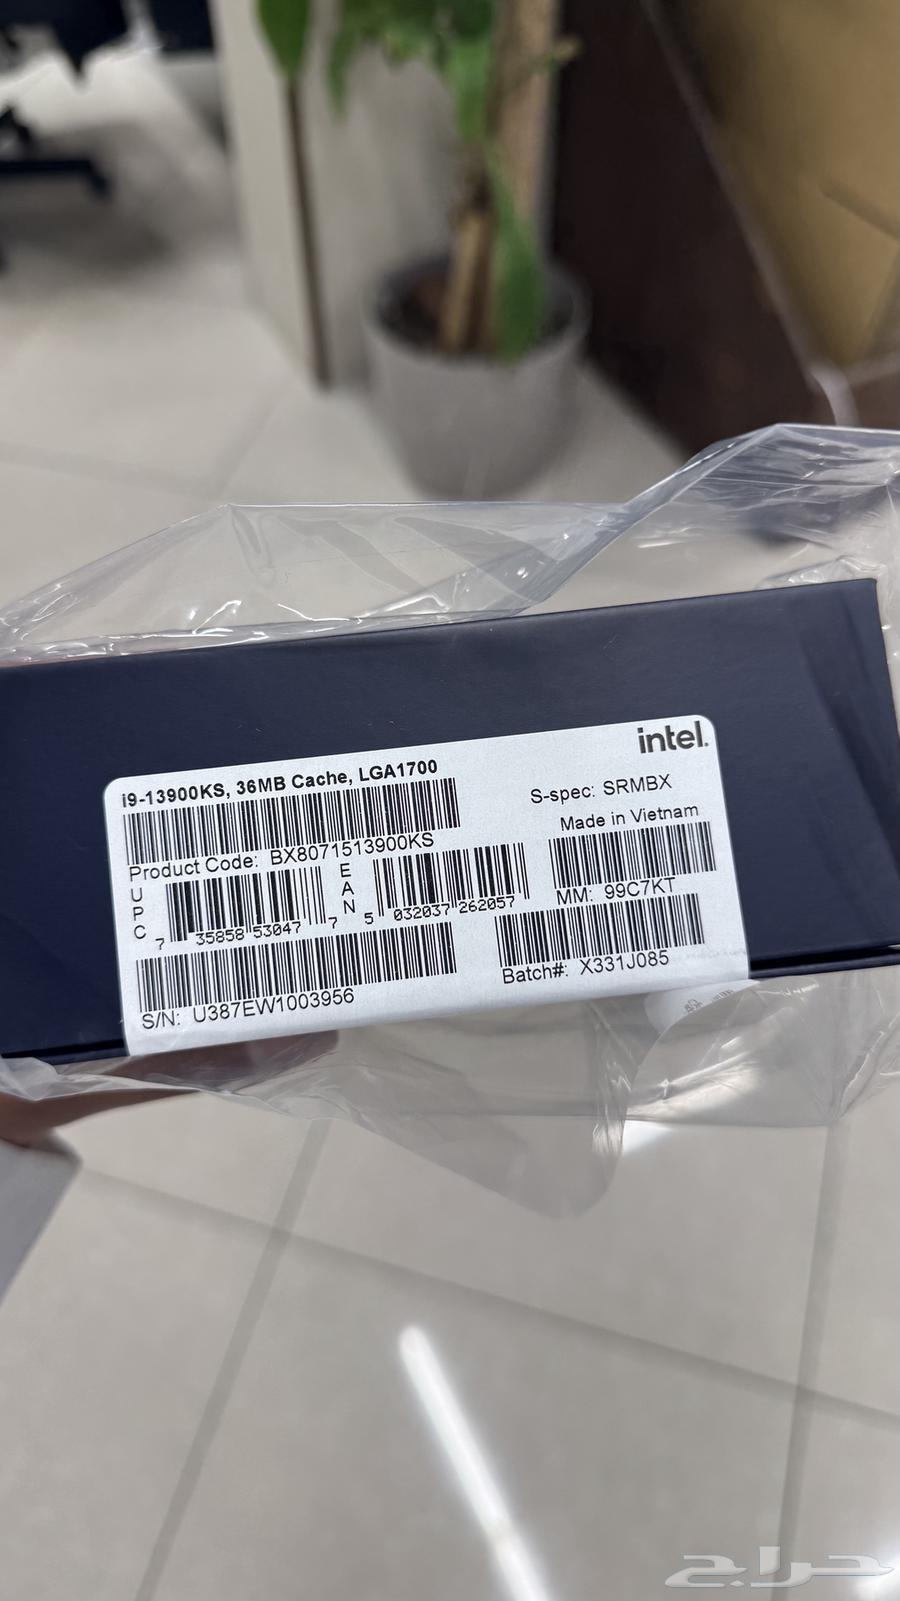 intel.
i9-13900KS, 36MB Cache, LGA1700
S-spec: SRMBX
Made in Vietnam
Product Code: BX8071513900KS
UPC
7 35858 53047 7
EAN
5 032037 262057
MM: 99C7KT
S/N: U387EW1003956
Batch#: X331J085
حراج